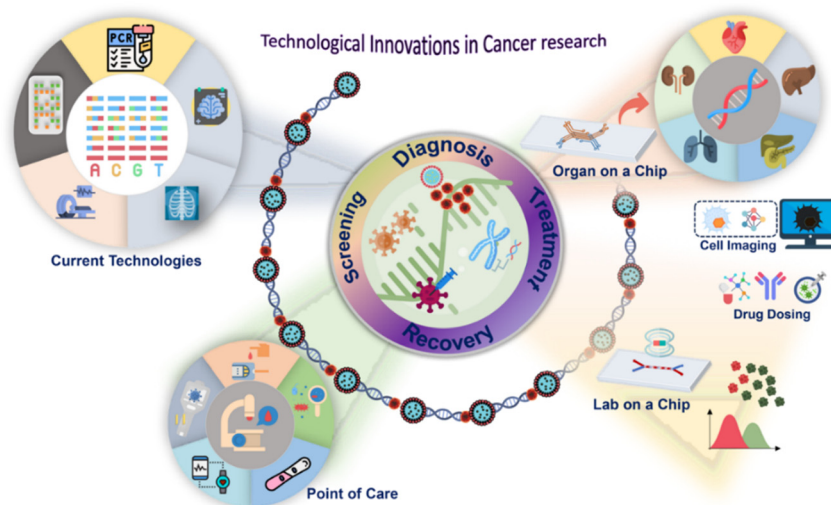 Technological Innovations in Cancer research
PCR
A C G T
Current Technologies
Screening
Diagnosis
Treatment
Recovery
Organ on a Chip
Cell Imaging
Drug Dosing
Lab on a Chip
Point of Care